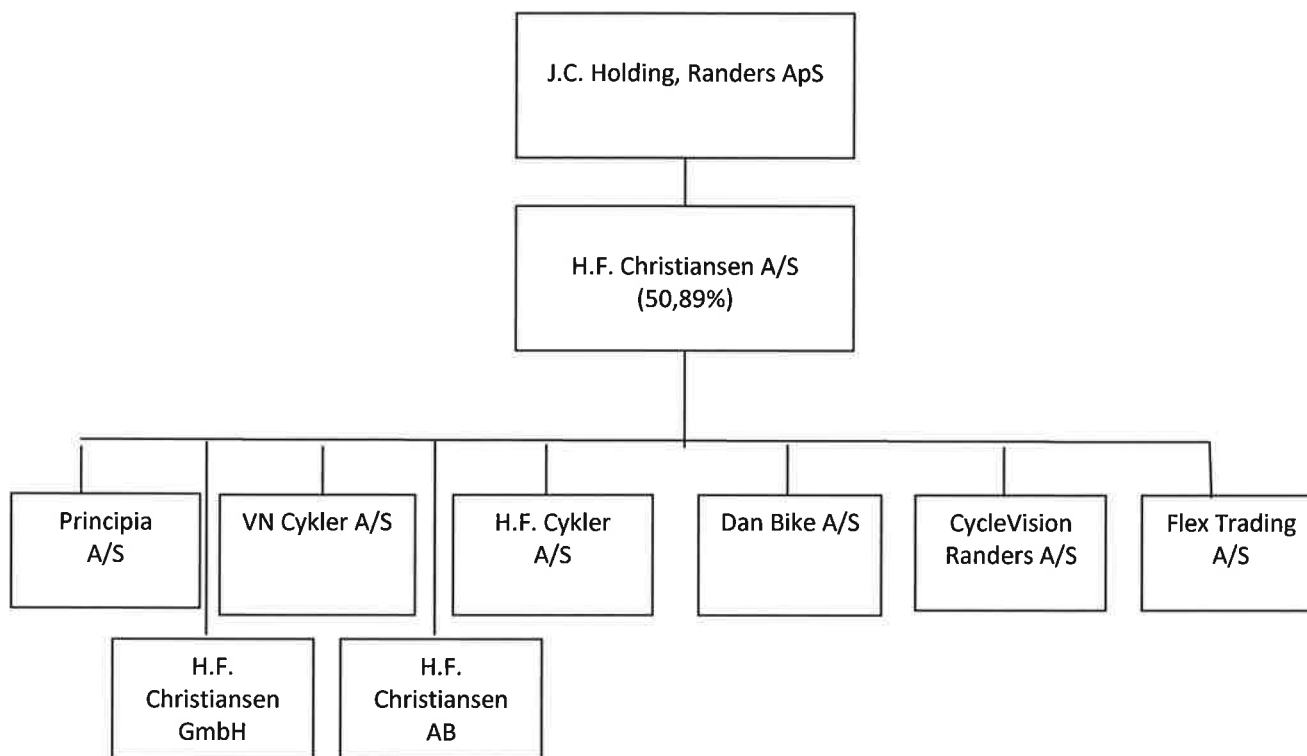 J.C. Holding, Randers ApS
H.F. Christiansen A/S
(50,89%)
Principia
A/S
VN Cykler A/S
H.F. Cykler
A/S
Dan Bike A/S
CycleVision
Randers A/S
Flex Trading
A/S
H.F.
Christiansen
GmbH
H.F.
Christiansen
AB